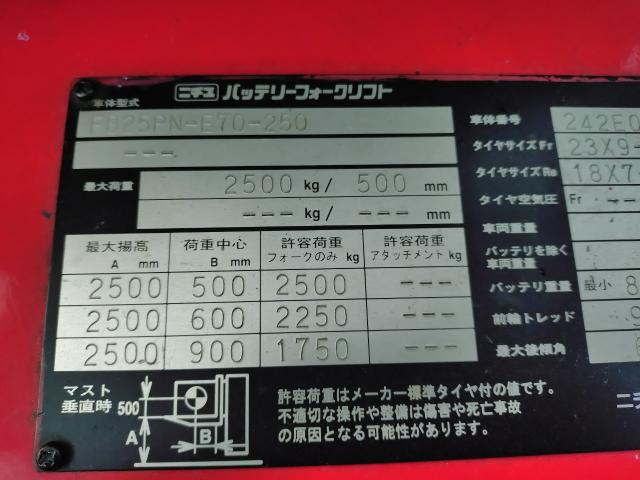 ニチユ バッテリーフォークリフト
車体型式
FB25PN-E70-250
---
最大荷重 2500 kg/ 500 mm
--- kg/ --- mm
最大揚高 A mm 荷重中心 B mm 許容荷重 フォークのみ kg 許容荷重 アタッチメント kg
2500 500 2500 ---
2500 600 2250 ---
2500 900 1750 ---
マスト
垂直時 500
A B
許容荷重はメーカー標準タイヤ付の値です。
不適切な操作や整備は傷害や死亡事故
の原因となる可能性があります。
車体番号 242E0
タイヤサイズ Fr 23X9-
タイヤサイズ Re 18X7-
タイヤ空気圧 Fr --
車両重量
バッテリを除く
車両重量
バッテリ重量 最小 8
前輪トレッド 9
最大後傾角
ニチ